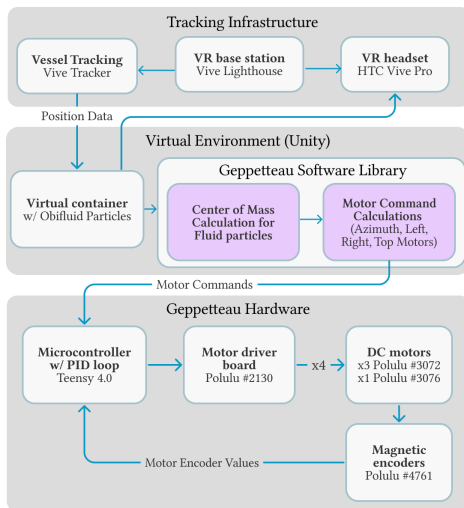 Tracking Infrastructure
Vessel Tracking
Vive Tracker
VR base station
Vive Lighthouse
VR headset
HTC Vive Pro
Position Data
Virtual Environment (Unity)
Virtual container
w/ Obifluid Particles
Geppetteau Software Library
Center of Mass
Calculation for
Fluid particles
Motor Command
Calculations
(Azimuth, Left,
Right, Top Motors)
Motor Commands
Geppetteau Hardware
Microcontroller
w/ PID loop
Teensy 4.0
Motor driver
board
Polulu #2130
x4
DC motors
x3 Polulu #3072
x1 Polulu #3076
Magnetic
encoders
Polulu #4761
Motor Encoder Values